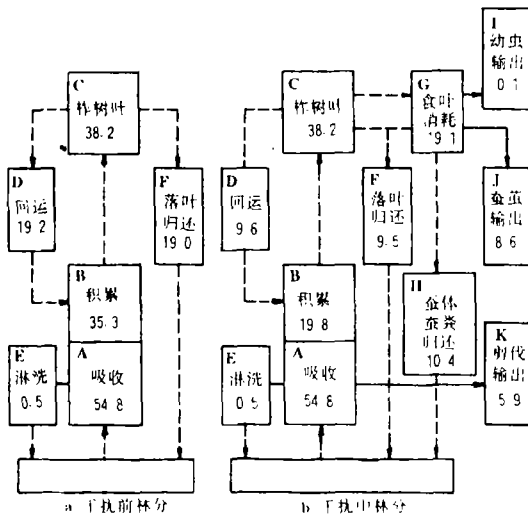 C
柞树叶
38.2
D
回运
19.2
F
落叶
归还
19.0
B
积累
35.3
E
淋洗
0.5
A
吸收
54.8
a 干扰前林分
C
柞树叶
38.2
G
食叶
消耗
19.1
I
幼虫
输出
0.1
D
回运
9.6
F
落叶
归还
9.5
J
蚕茧
输出
8.6
B
积累
19.8
H
蚕体
蚕粪
归还
10.4
E
淋洗
0.5
A
吸收
54.8
K
剪伐
输出
5.9
b 干扰中林分